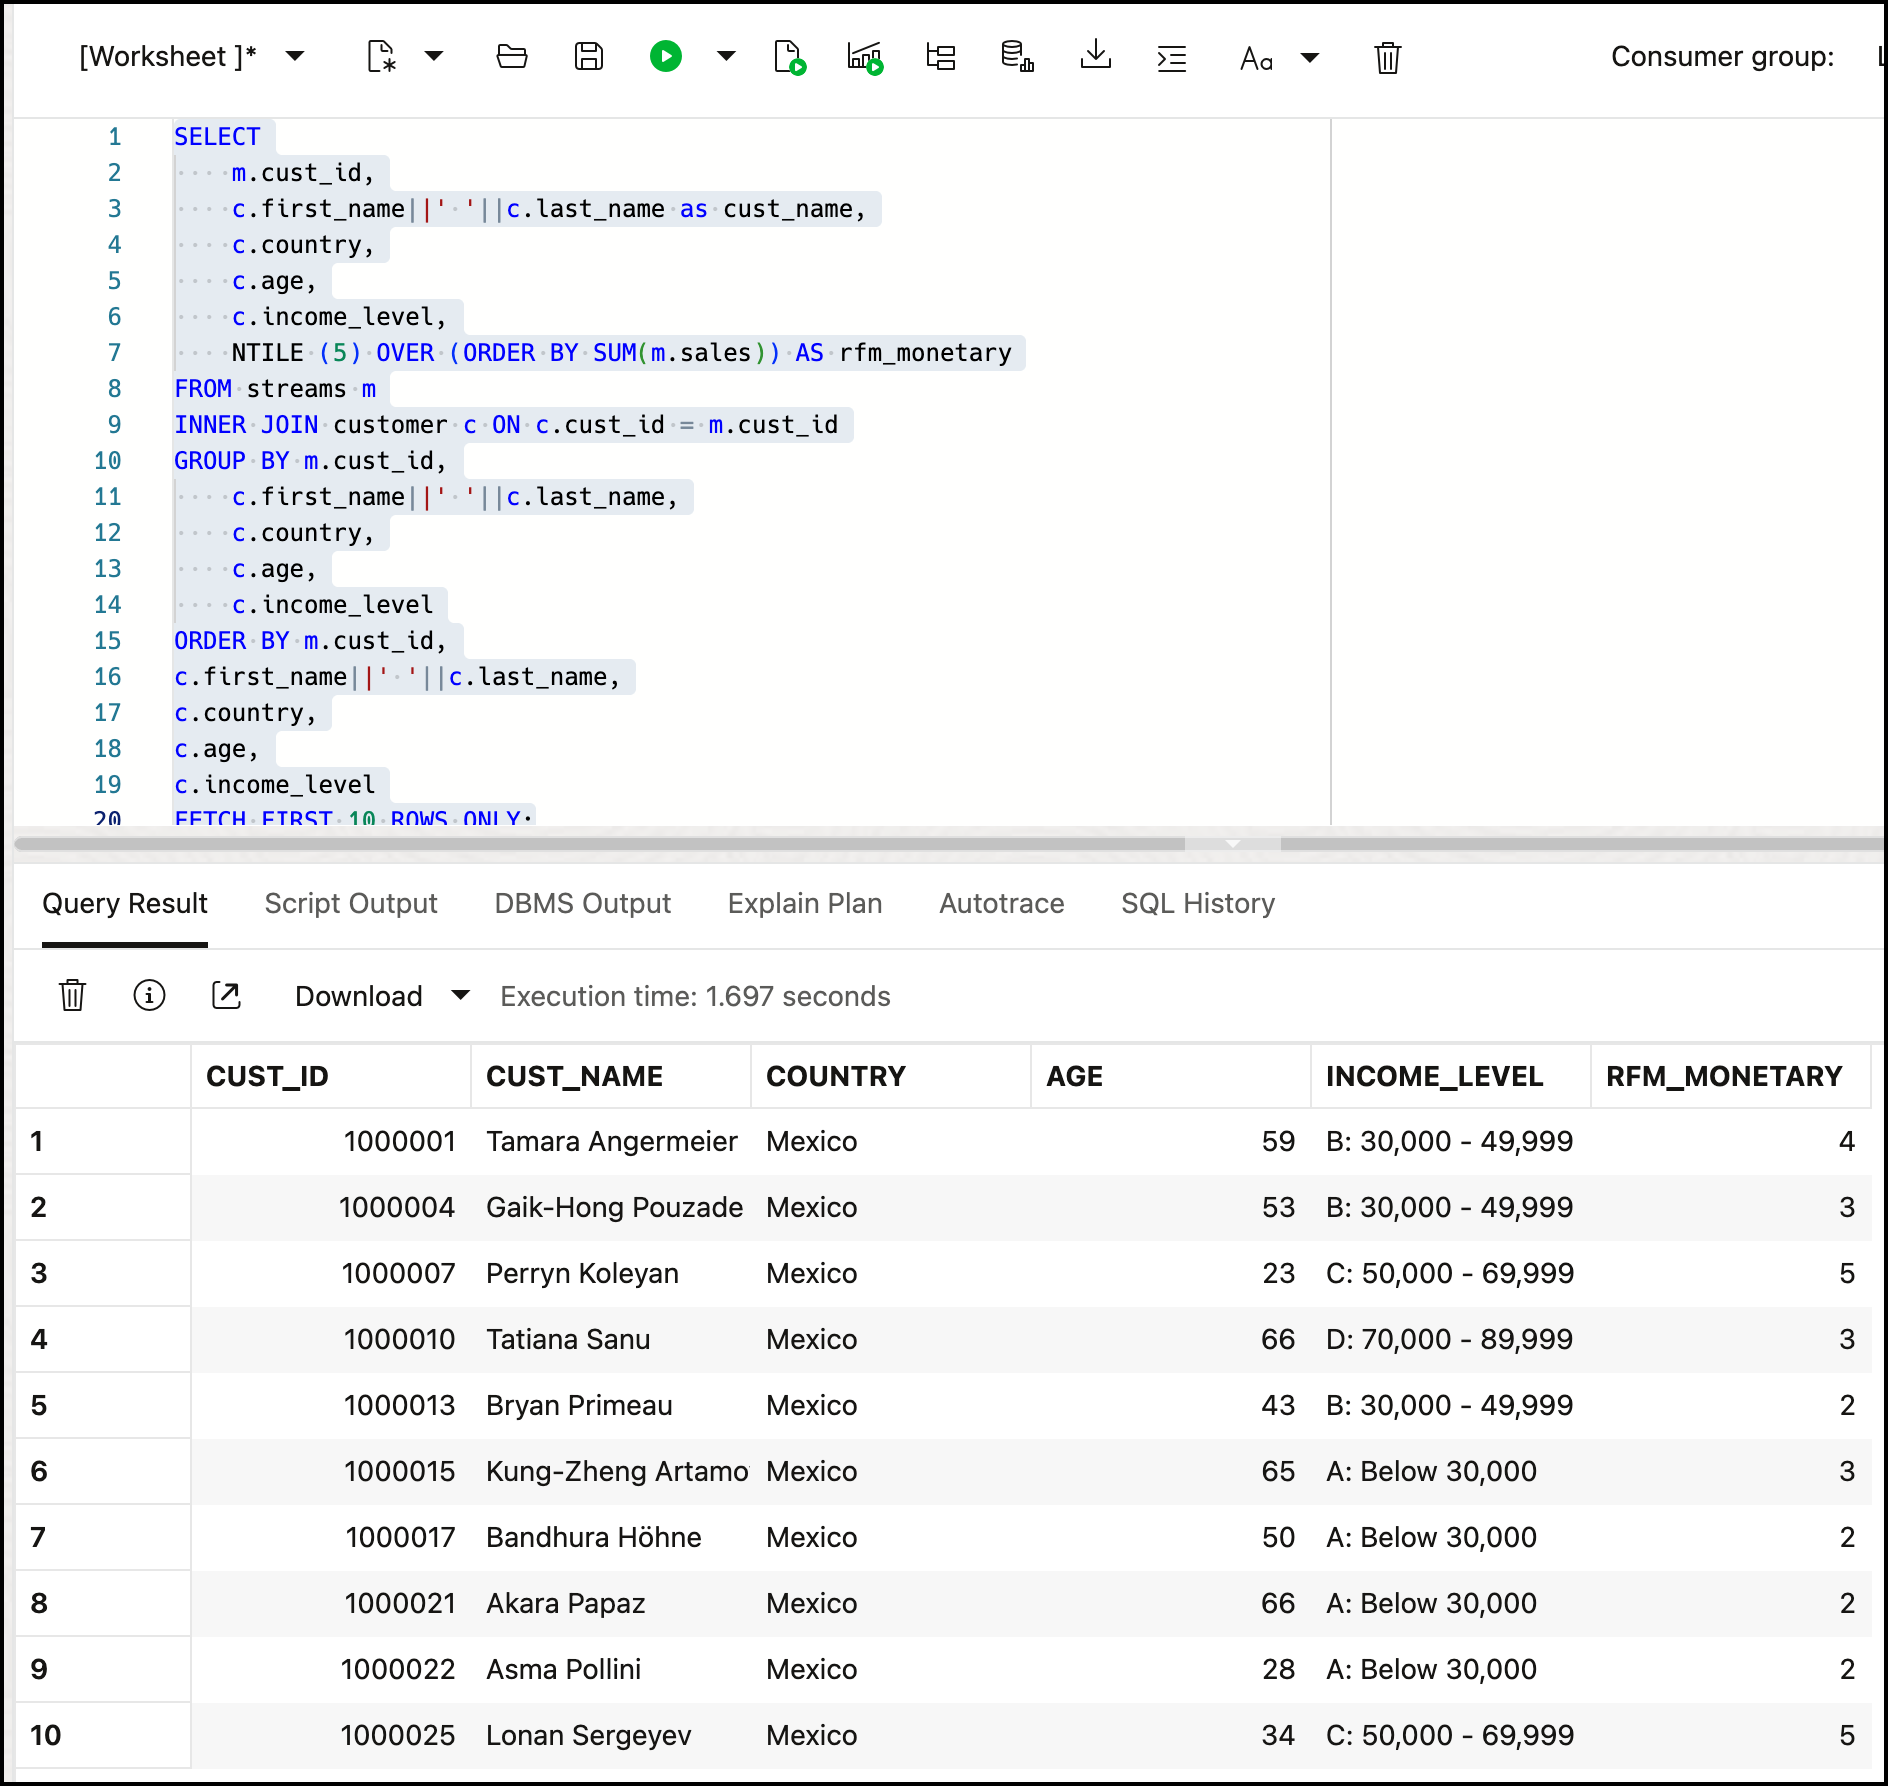 [Worksheet ]*
Aa
Consumer group:
1 SELECT
2 m.cust_id,
3 c.first_name||' '||c.last_name as cust_name,
4 c.country,
5 c.age,
6 c.income_level,
7 NTILE (5) OVER (ORDER BY SUM(m.sales)) AS rfm_monetary
8 FROM streams m
9 INNER JOIN customer c ON c.cust_id = m.cust_id
10 GROUP BY m.cust_id,
11 c.first_name||' '||c.last_name,
12 c.country,
13 c.age,
14 c.income_level
15 ORDER BY m.cust_id,
16 c.first_name||' '||c.last_name,
17 c.country,
18 c.age,
19 c.income_level
20 FETCH FIRST 10 ROWS ONLY;
Query Result Script Output DBMS Output Explain Plan Autotrace SQL History
Download Execution time: 1.697 seconds
CUST_ID CUST_NAME COUNTRY AGE INCOME_LEVEL RFM_MONETARY
1 1000001 Tamara Angermeier Mexico 59 B: 30,000 - 49,999 4
2 1000004 Gaik-Hong Pouzade Mexico 53 B: 30,000 - 49,999 3
3 1000007 Perryn Koleyan Mexico 23 C: 50,000 - 69,999 5
4 1000010 Tatiana Sanu Mexico 66 D: 70,000 - 89,999 3
5 1000013 Bryan Primeau Mexico 43 B: 30,000 - 49,999 2
6 1000015 Kung-Zheng Artamo Mexico 65 A: Below 30,000 3
7 1000017 Bandhura Höhne Mexico 50 A: Below 30,000 2
8 1000021 Akara Papaz Mexico 66 A: Below 30,000 2
9 1000022 Asma Pollini Mexico 28 A: Below 30,000 2
10 1000025 Lonan Sergeyev Mexico 34 C: 50,000 - 69,999 5